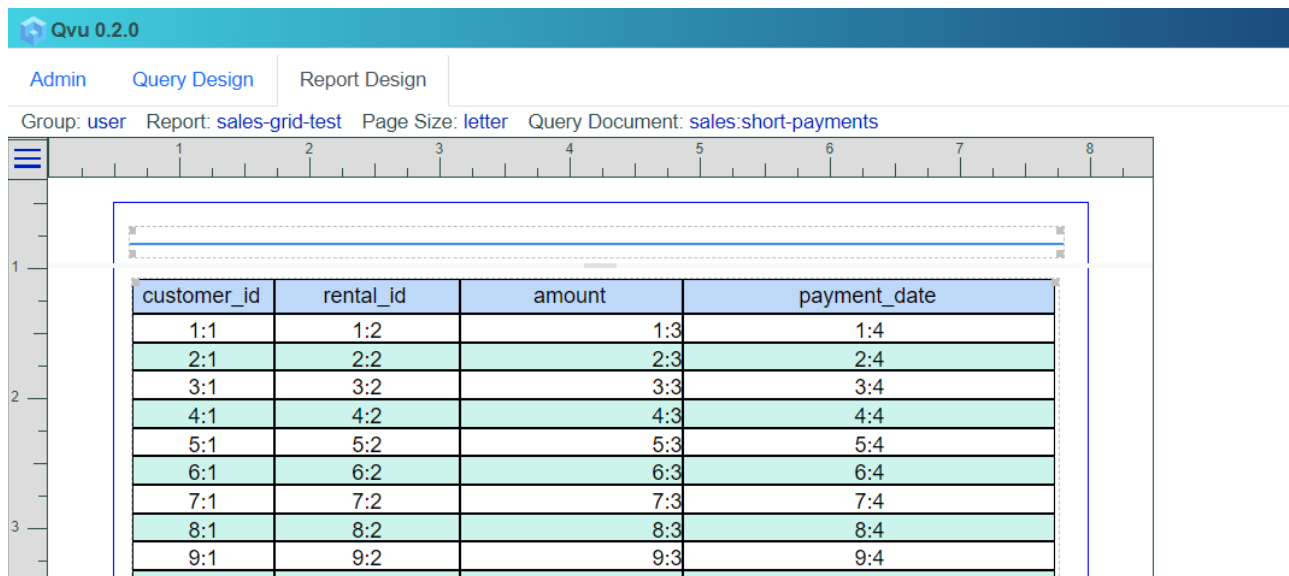 Qvu 0.2.0
Admin Query Design Report Design
Group: user Report: sales-grid-test Page Size: letter Query Document: sales:short-payments
1 2 3 4 5 6 7 8
1
customer_id rental_id amount payment_date
1:1 1:2 1:3 1:4
2:1 2:2 2:3 2:4
2
3:1 3:2 3:3 3:4
4:1 4:2 4:3 4:4
5:1 5:2 5:3 5:4
6:1 6:2 6:3 6:4
7:1 7:2 7:3 7:4
3
8:1 8:2 8:3 8:4
9:1 9:2 9:3 9:4